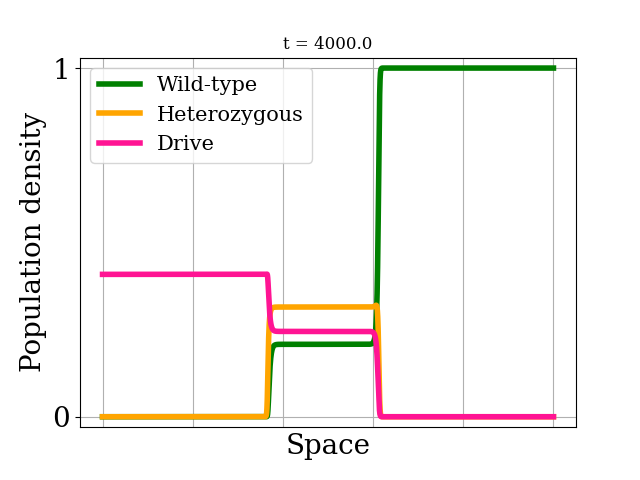 t = 4000.0
1
Wild-type
Heterozygous
Drive
Population density
0
Space